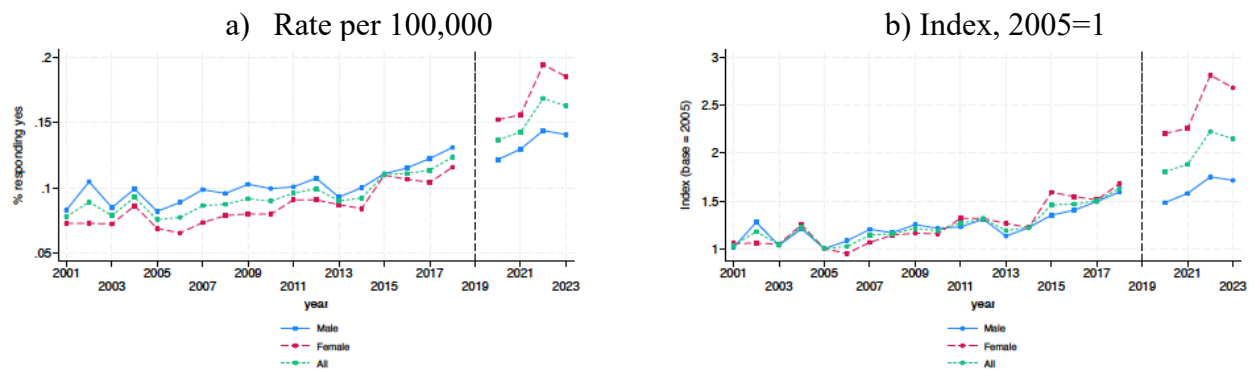 a) Rate per 100,000
.2
.15
.1
.05
% responding yes
2001 2003 2005 2007 2009 2011 2013 2015 2017 2019 2021 2023
year
Male
Female
All
b) Index, 2005=1
3
2.5
2
1.5
1
Index (base = 2005)
2001 2003 2005 2007 2009 2011 2013 2015 2017 2019 2021 2023
year
Male
Female
All